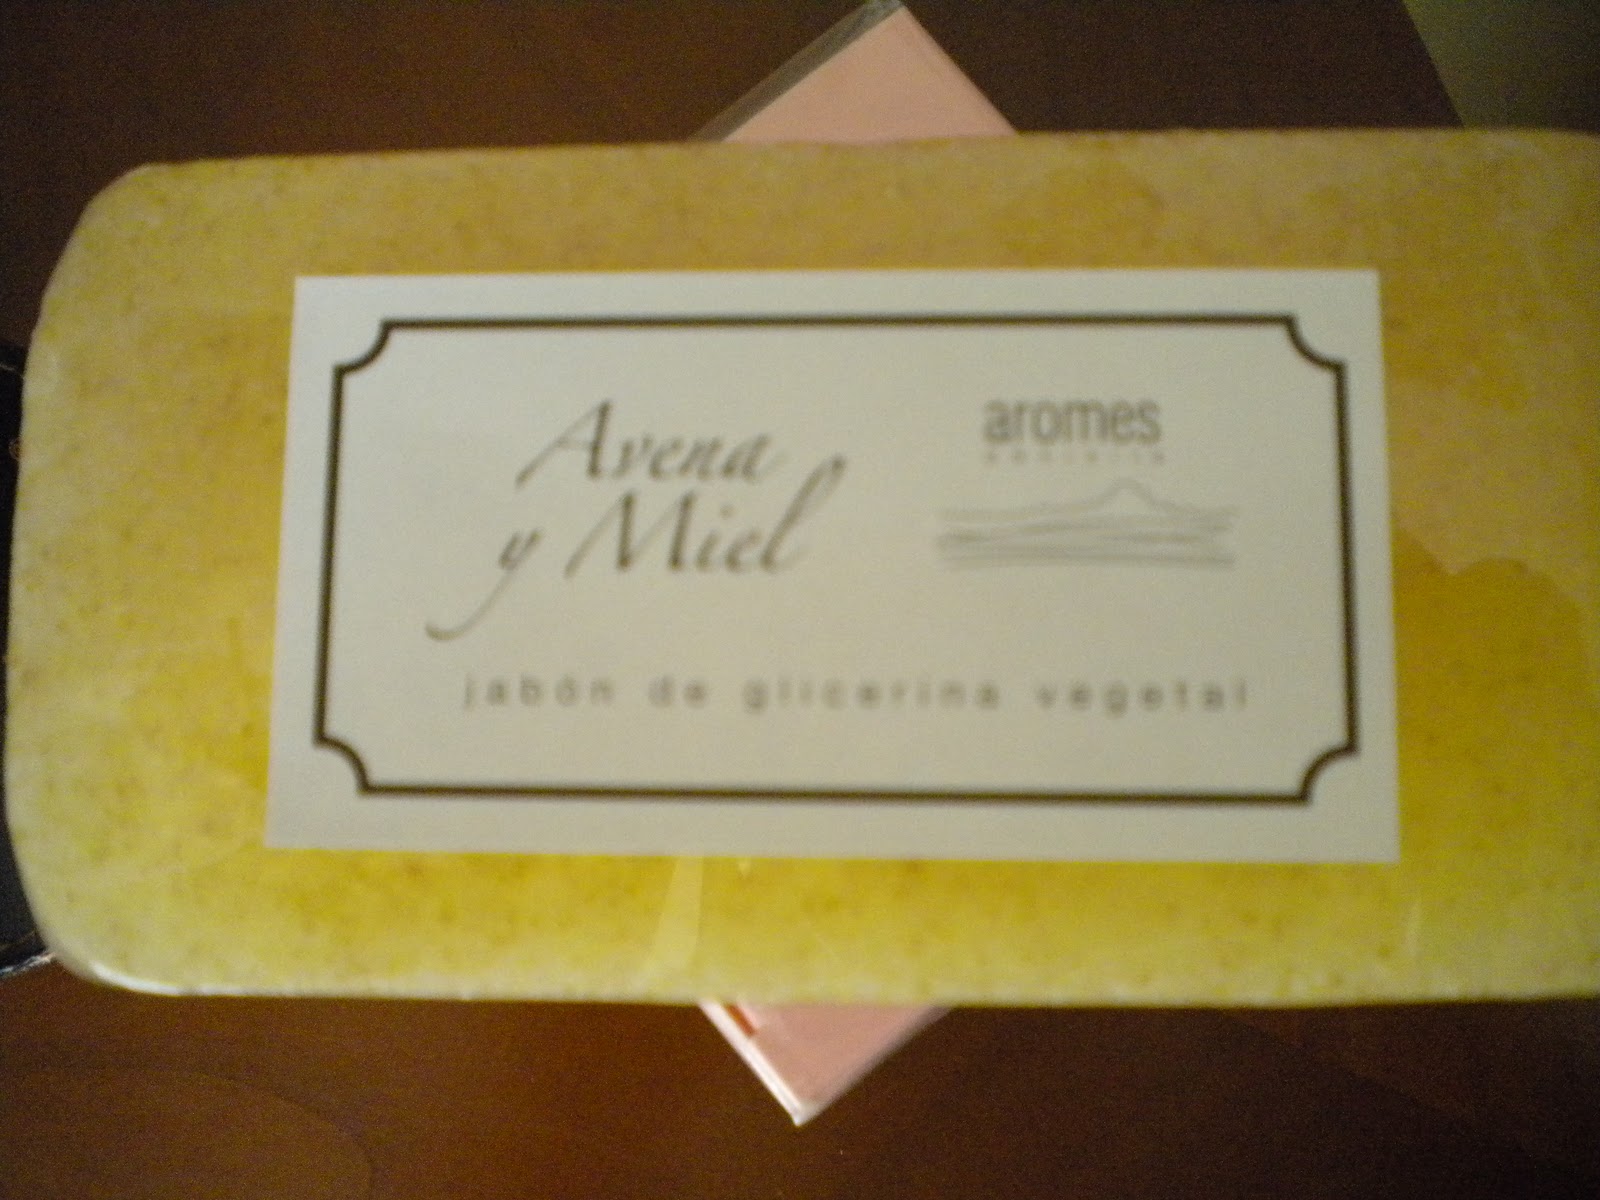 Avena
y Miel
aromes
jabón de glicerina vegetal